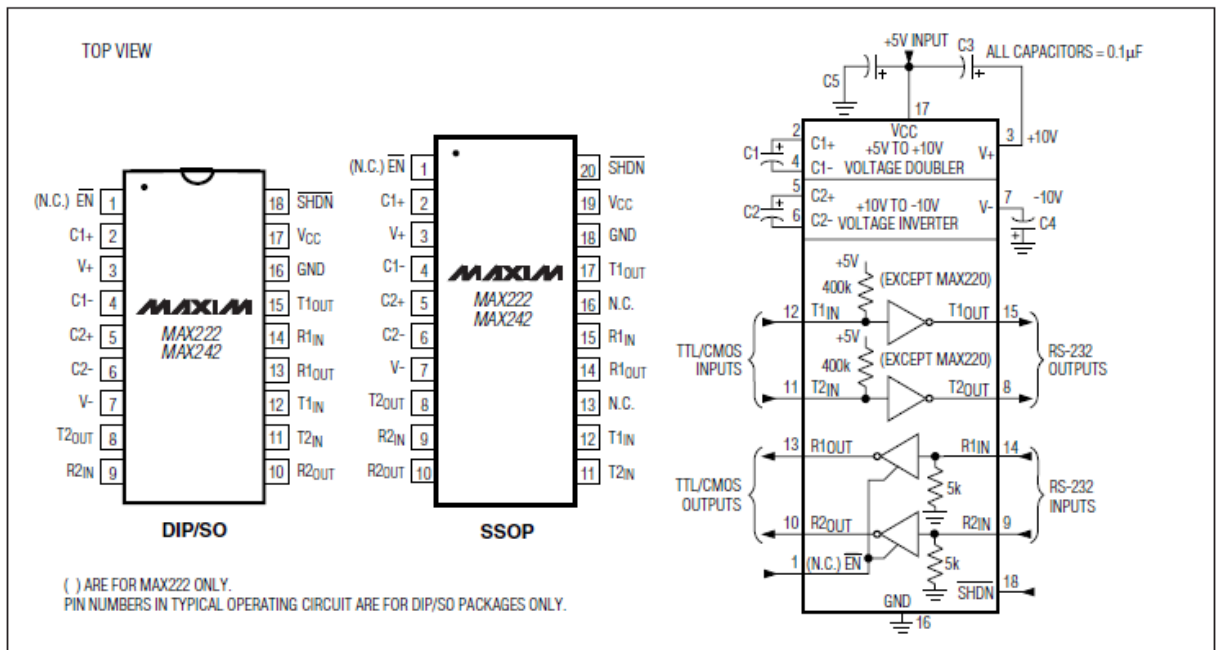 TOP VIEW
(N.C.) EN 1
C1+ 2
V+ 3
C1- 4
C2+ 5
C2- 6
V- 7
T2OUT 8
R2IN 9
18 SHDN
17 VCC
16 GND
15 T1OUT
14 R1IN
13 R1OUT
12 T1IN
11 T2IN
10 R2OUT
MAXIM
MAX222
MAX242
DIP/SO
(N.C.) EN 1
C1+ 2
V+ 3
C1- 4
C2+ 5
C2- 6
V- 7
T2OUT 8
R2IN 9
R2OUT 10
20 SHDN
19 VCC
18 GND
17 T1OUT
16 N.C.
15 R1IN
14 R1OUT
13 N.C.
12 T1IN
11 T2IN
MAXIM
MAX222
MAX242
SSOP
( ) ARE FOR MAX222 ONLY.
PIN NUMBERS IN TYPICAL OPERATING CIRCUIT ARE FOR DIP/SO PACKAGES ONLY.
+5V INPUT
C3
ALL CAPACITORS = 0.1µF
C5
+
+
17
VCC
2
C1+
+5V TO +10V
3
+10V
C1
+
4
C1-
VOLTAGE DOUBLER
V+
5
C2+
+10V TO -10V
V-
7
-10V
C2
+
6
C2-
VOLTAGE INVERTER
C4
+
+5V
400k
(EXCEPT MAX220)
12
T1IN
T1OUT
15
+5V
TTL/CMOS
INPUTS
400k
(EXCEPT MAX220)
RS-232
OUTPUTS
11
T2IN
T2OUT
8
13
R1OUT
R1IN
14
TTL/CMOS
OUTPUTS
5k
RS-232
INPUTS
10
R2OUT
R2IN
9
1
(N.C.) EN
5k
SHDN
18
GND
16